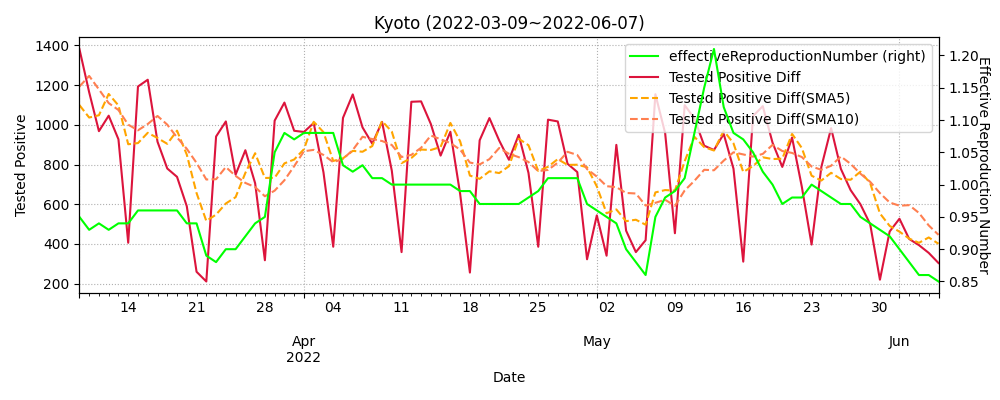 Kyoto (2022-03-09~2022-06-07)
effectiveReproductionNumber (right)
Tested Positive Diff
Tested Positive Diff(SMA5)
Tested Positive Diff(SMA10)
Tested Positive
1400
1200
1000
800
600
400
200
Effective Reproduction Number
1.20
1.15
1.10
1.05
1.00
0.95
0.90
0.85
14 21 28 04 11 18 25 02 09 16 23 30
Apr May Jun
2022
Date